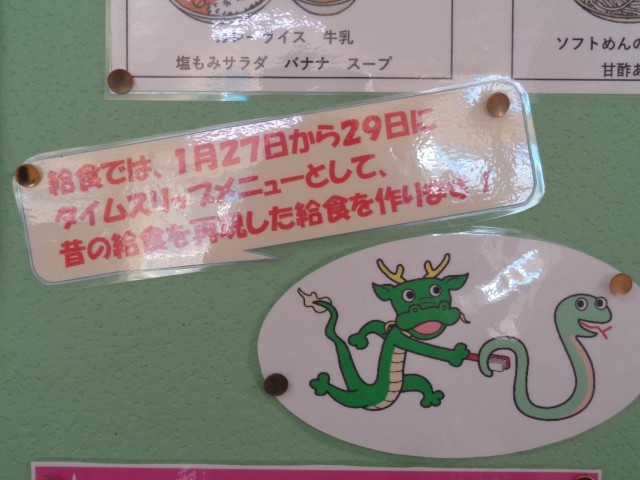 カレーライス 牛乳
塩もみサラダ バナナ スープ
ソフトめんの
甘酢あ
給食では、1月27日から29日に
タイムスリップメニューとして、
昔の給食を再現した給食を作ります！